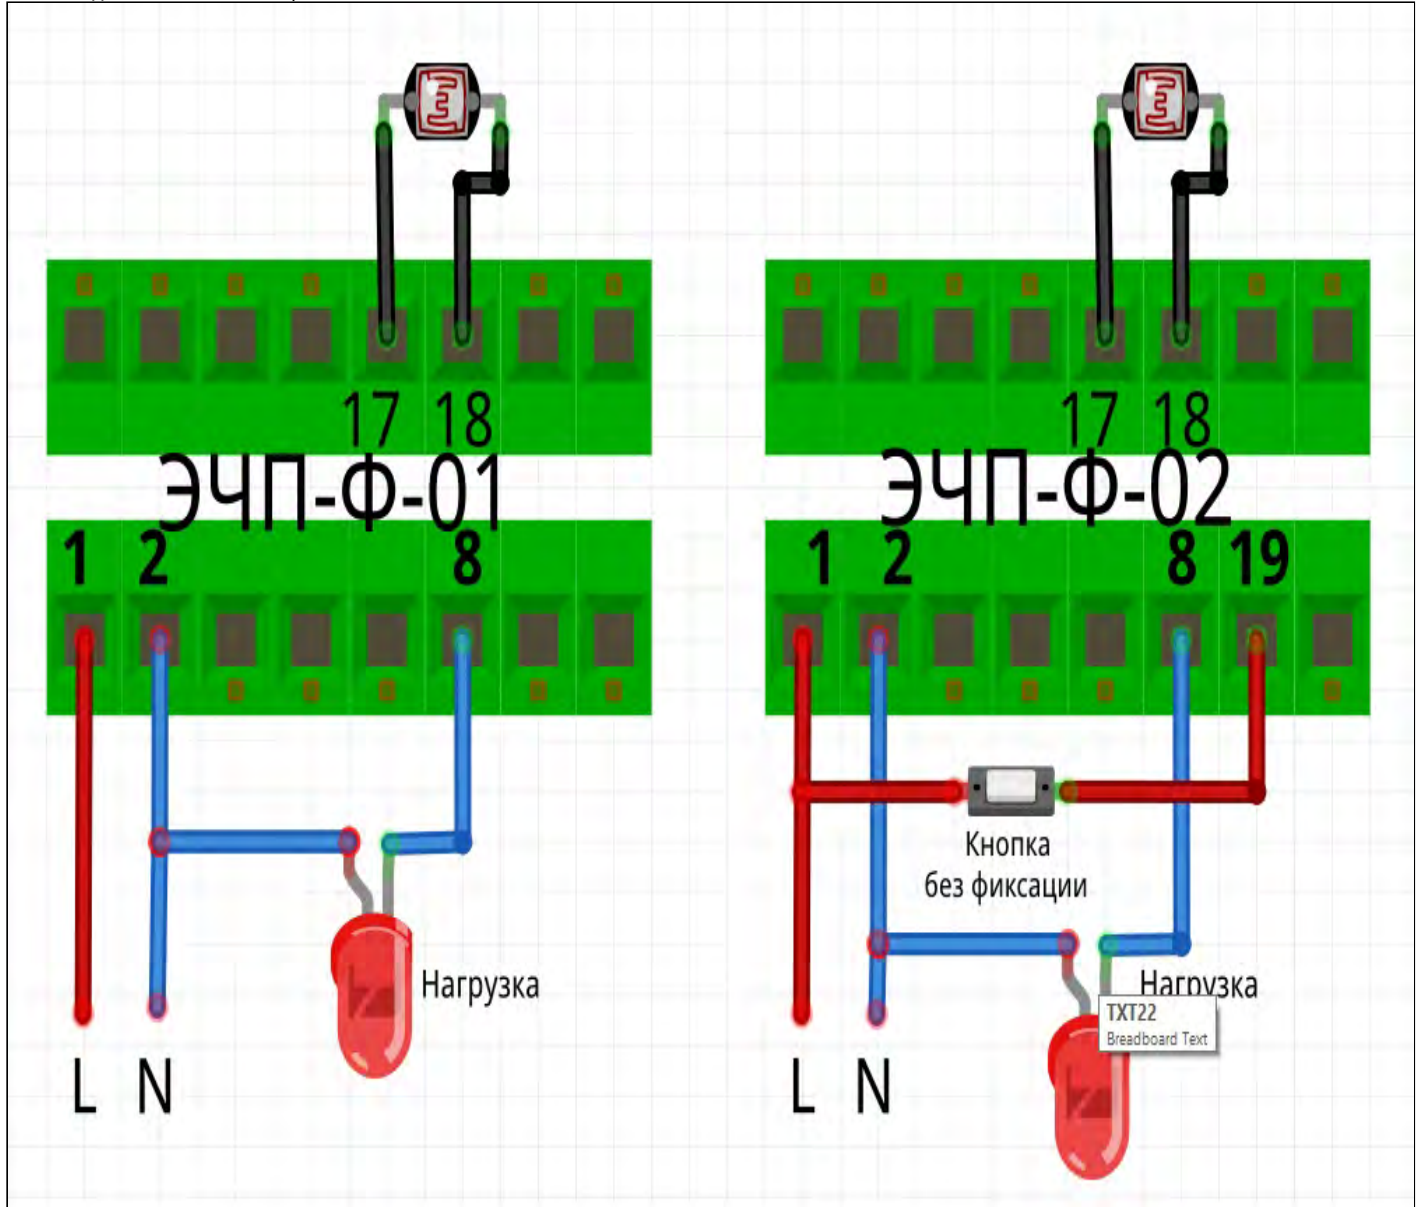 17 18
ЭЧП-Ф-01
1 2 8
Нагрузка
L N
17 18
ЭЧП-Ф-02
1 2 8 19
Кнопка
без фиксации
Нагрузка
TXT22
Breadboard Text
L N